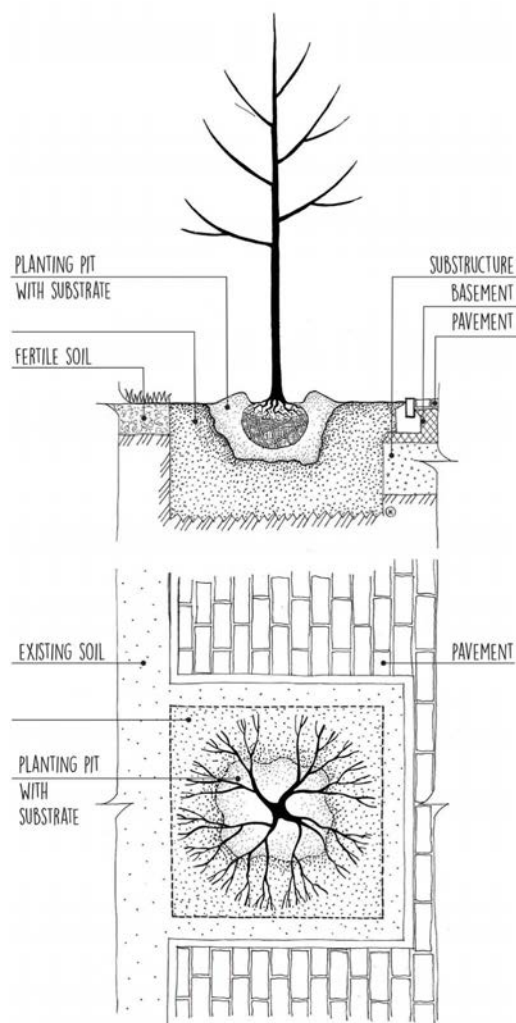 PLANTING PIT
WITH SUBSTRATE
FERTILE SOIL
SUBSTRUCTURE
BASEMENT
PAVEMENT
EXISTING SOIL
PAVEMENT
PLANTING PIT
WITH
SUBSTRATE